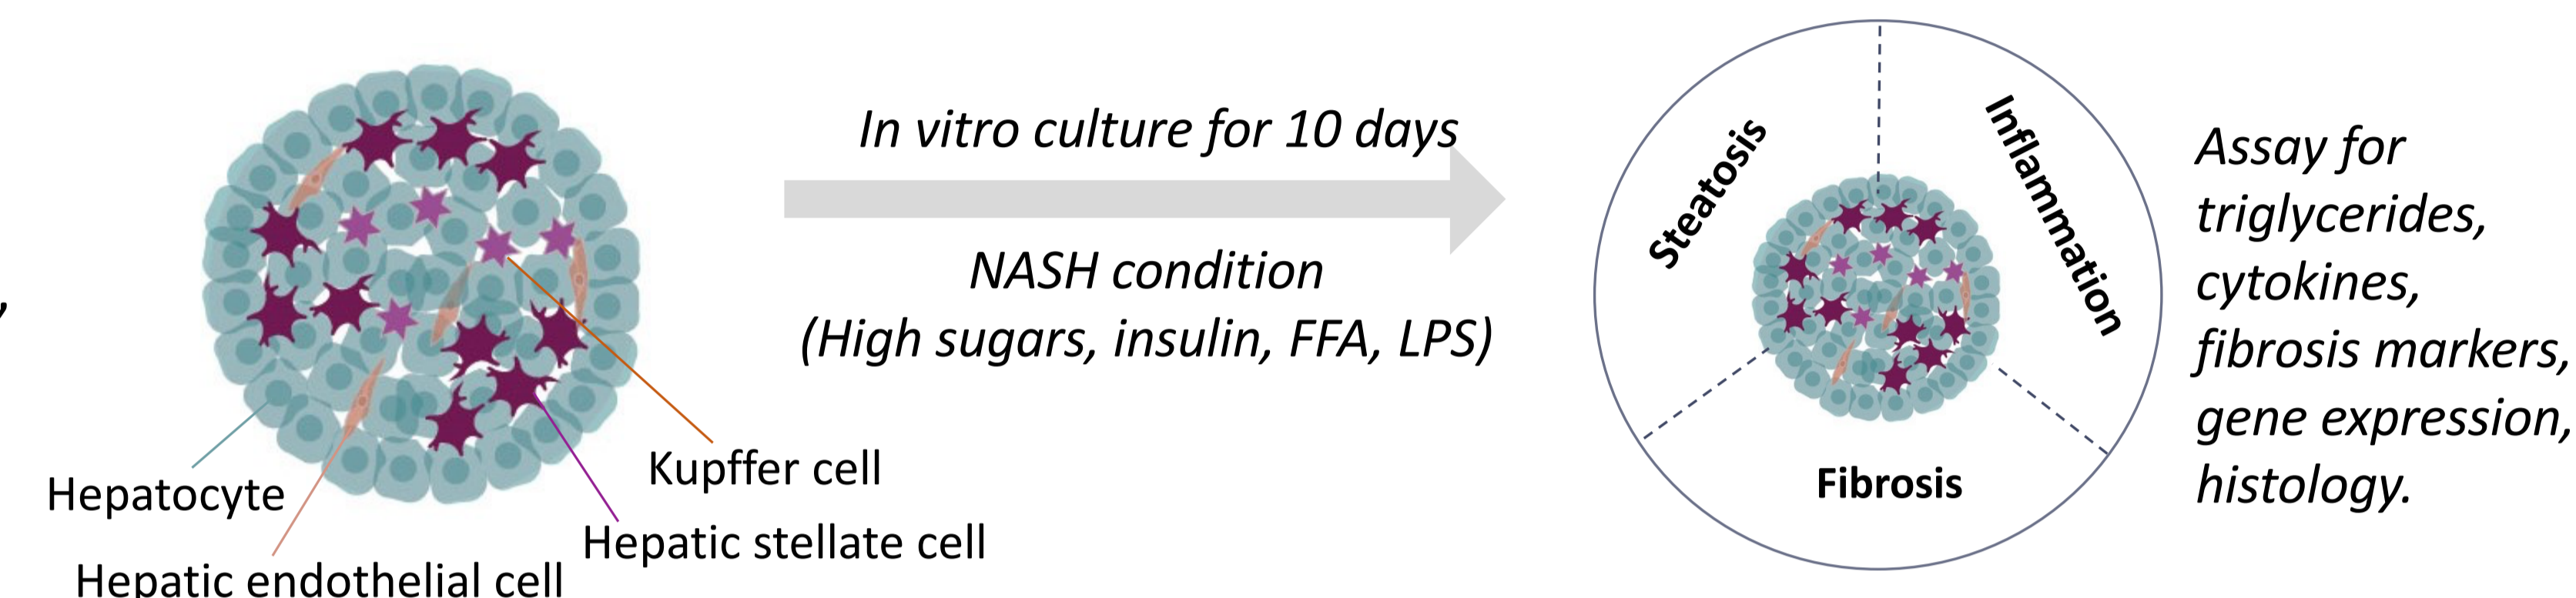 In vitro culture for 10 days
NASH condition
(High sugars, insulin, FFA, LPS)
Hepatocyte
Hepatic endothelial cell
Kupffer cell
Hepatic stellate cell
Steatosis
Inflammation
Fibrosis
Assay for
triglycerides,
cytokines,
fibrosis markers,
gene expression,
histology.